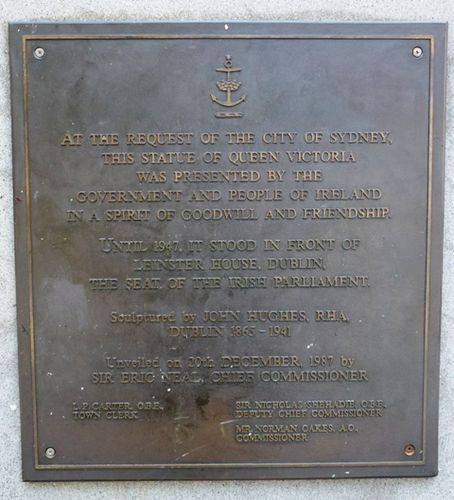 AT THE REQUEST OF THE CITY OF SYDNEY,
THIS STATUE OF QUEEN VICTORIA
WAS PRESENTED BY THE
GOVERNMENT AND PEOPLE OF IRELAND
IN A SPIRIT OF GOODWILL AND FRIENDSHIP.
UNTIL 1947, IT STOOD IN FRONT OF
LEINSTER HOUSE, DUBLIN,
THE SEAT OF THE IRISH PARLIAMENT.
Sculptured by JOHN HUGHES, RHA,
DUBLIN 1865-1941
Unveiled on 20th DECEMBER, 1987 by
SIR ERIC NEAL, CHIEF COMMISSIONER
L.P. CARTER, O.B.E.,
TOWN CLERK
SIR NICHOLAS SHEHADIE, O.B.E.
DEPUTY CHIEF COMMISSIONER
MR. NORMAN OAKES, A.O.,
COMMISSIONER